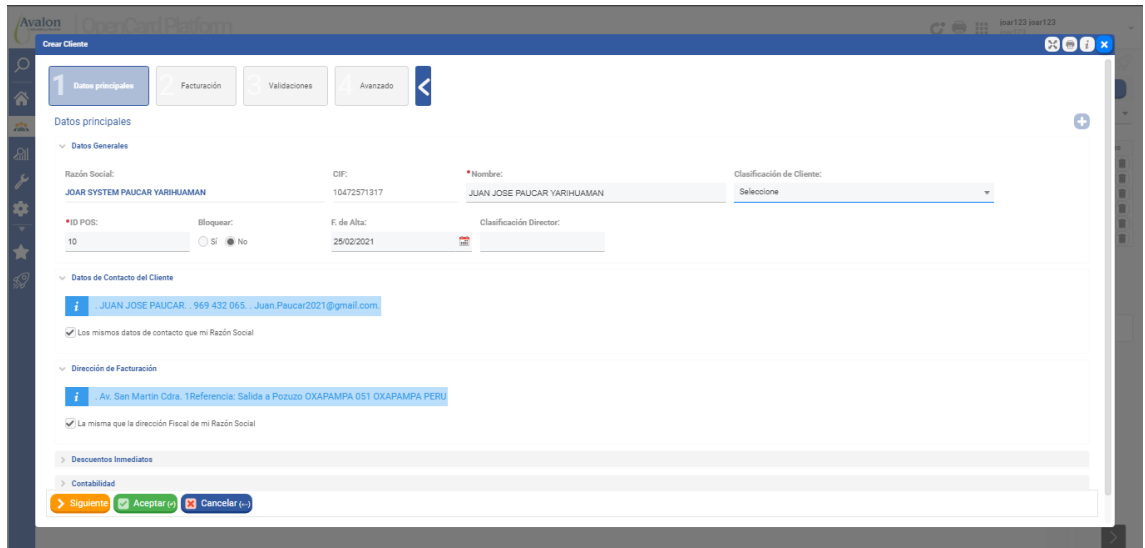 Avalon
OpenCard Platform
joar123 joar123
joar123
Crear Cliente
1 Datos principales
2 Facturación
3 Validaciones
4 Avanzado
Datos principales
Datos Generales
Razón Social: CIF: *Nombre: Clasificación de Cliente:
JOAR SYSTEM PAUCAR YARIHUAMAN 10472571317 JUAN JOSE PAUCAR YARIHUAMAN Seleccione
*ID POS: Bloquear: F. de Alta: Clasificación Director:
10 Sí No 25/02/2021
Datos de Contacto del Cliente
i . JUAN JOSE PAUCAR. . 969 432 065. . Juan.Paucar2021@gmail.com.
Los mismos datos de contacto que mi Razón Social
Dirección de Facturación
i . Av. San Martin Cdra. 1Referencia: Salida a Pozuzo OXAPAMPA 051 OXAPAMPA PERU
La misma que la dirección Fiscal de mi Razón Social
Descuentos Inmediatos
Contabilidad
Siguiente Aceptar Cancelar